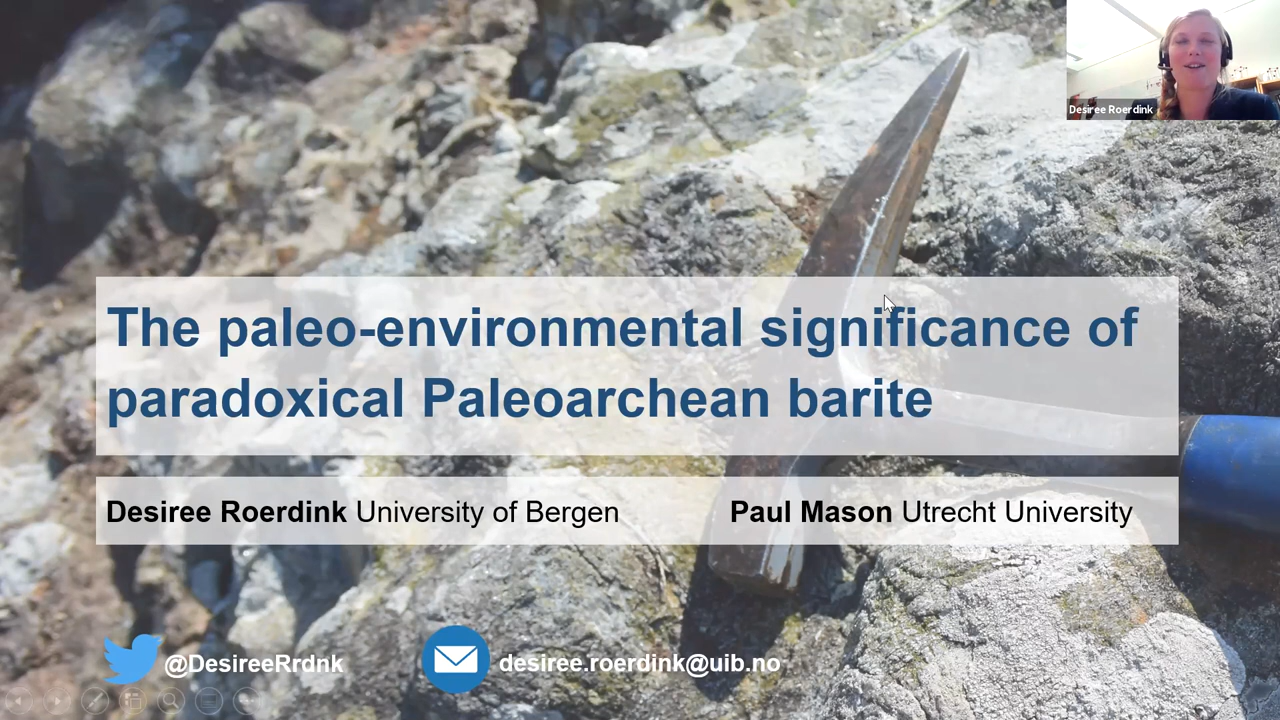 Desiree Roerdink
The paleo-environmental significance of
paradoxical Paleoarchean barite
Desiree Roerdink University of Bergen
Paul Mason Utrecht University
@DesireeRrdnk
desiree.roerdink@uib.no